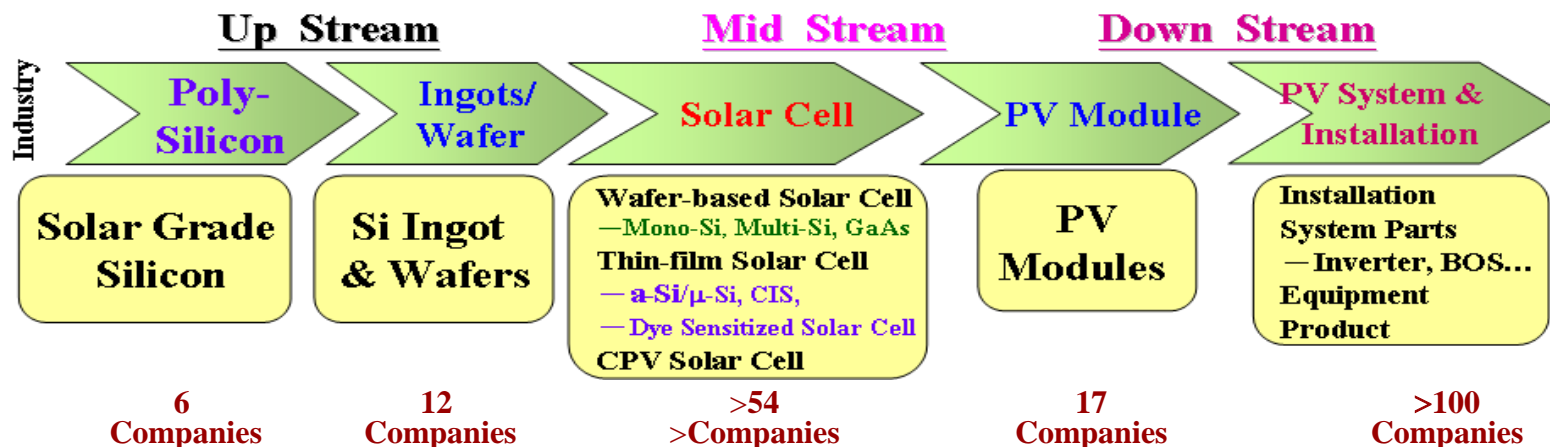 Up Stream
Mid Stream
Down Stream
Industry
Poly-
Silicon
Ingots/
Wafer
Solar Cell
PV Module
PV System &
Installation
Solar Grade
Silicon
Si Ingot
& Wafers
Wafer-based Solar Cell
—Mono-Si, Multi-Si, GaAs
Thin-film Solar Cell
—a-Si/μ-Si, CIS,
—Dye Sensitized Solar Cell
CPV Solar Cell
PV
Modules
Installation
System Parts
—Inverter, BOS...
Equipment
Product
6
Companies
12
Companies
>54
>Companies
17
Companies
>100
Companies